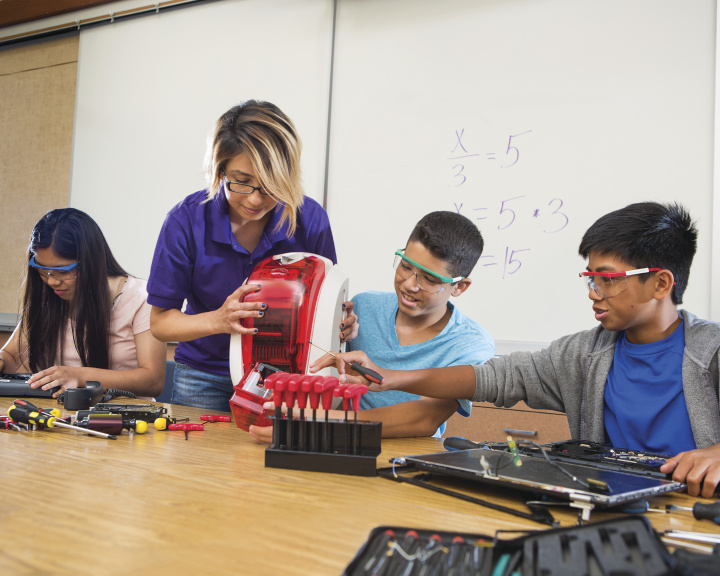 x/3 = 5
x = 5 • 3
= 15